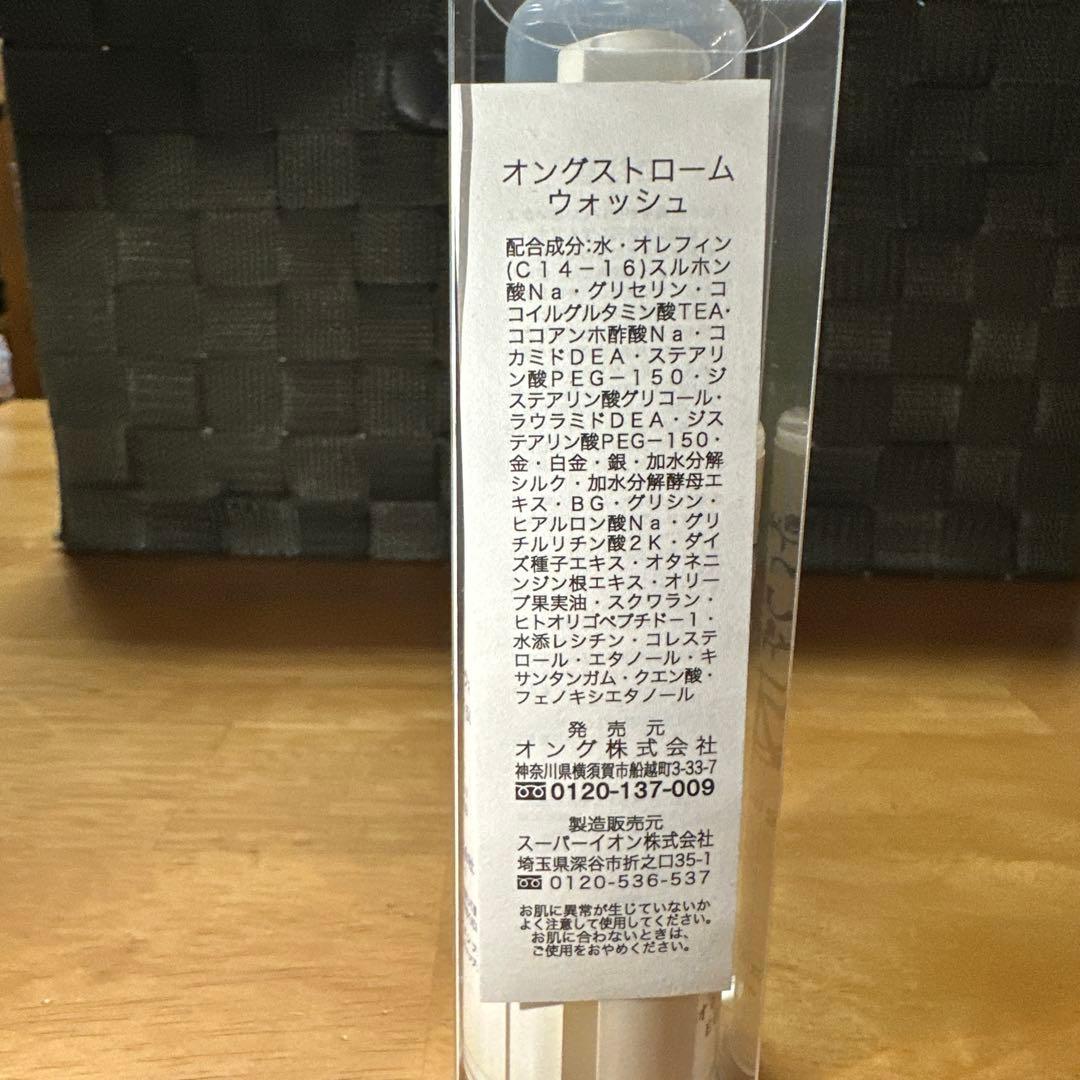 オングストローム
ウォッシュ
配合成分:水・オレフィン
(C14－16)スルホン
酸Na・グリセリン・コ
コイルグルタミン酸TEA・
ココアンホ酢酸Na・コ
カミドDEA・ステアリ
ン酸PEG－150・ジ
ステアリン酸グリコール・
ラウラミドDEA・ジス
テアリン酸PEG－150・
金・白金・銀・加水分解
シルク・加水分解酵母エ
キス・BG・グリシン・
ヒアルロン酸Na・グリ
チルリチン酸2K・ダイ
ズ種子エキス・オタネニ
ンジン根エキス・オリー
ブ果実油・スクワラン・
ヒトオリゴペプチド－1・
水添レシチン・コレステ
ロール・エタノール・キ
サンタンガム・クエン酸・
フェノキシエタノール
発売元
オング株式会社
神奈川県横須賀市船越町3-33-7
0120-137-009
製造販売元
スーパーイオン株式会社
埼玉県深谷市折之口35-1
0120-536-537
お肌に異常が生じていないか
よく注意して使用してください。
お肌に合わないときは、
ご使用をおやめください。